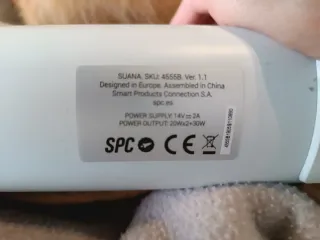 SUANA. SKU: 4655B. Ver. 1.1
Designed in Europe. Assembled in China
Smart Products Connection S.A.
spc.es
POWER SUPPLY: 14V 2A
POWER OUTPUT: 20Wx2+30W
SPC CE